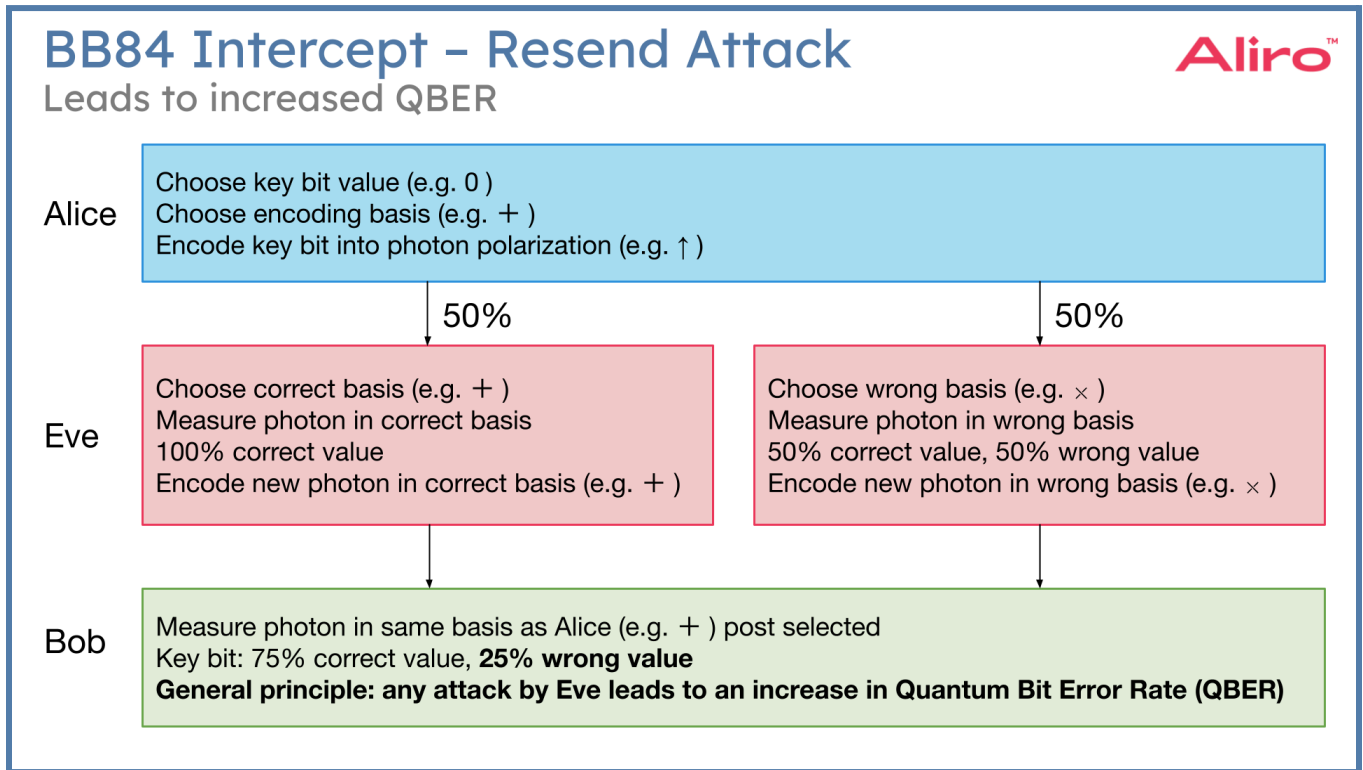 BB84 Intercept – Resend Attack
Aliro™
Leads to increased QBER
Alice
Choose key bit value (e.g. 0 )
Choose encoding basis (e.g. + )
Encode key bit into photon polarization (e.g. ↑ )
50%
50%
Eve
Choose correct basis (e.g. + )
Measure photon in correct basis
100% correct value
Encode new photon in correct basis (e.g. + )
Choose wrong basis (e.g. × )
Measure photon in wrong basis
50% correct value, 50% wrong value
Encode new photon in wrong basis (e.g. × )
Bob
Measure photon in same basis as Alice (e.g. + ) post selected
Key bit: 75% correct value, 25% wrong value
General principle: any attack by Eve leads to an increase in Quantum Bit Error Rate (QBER)